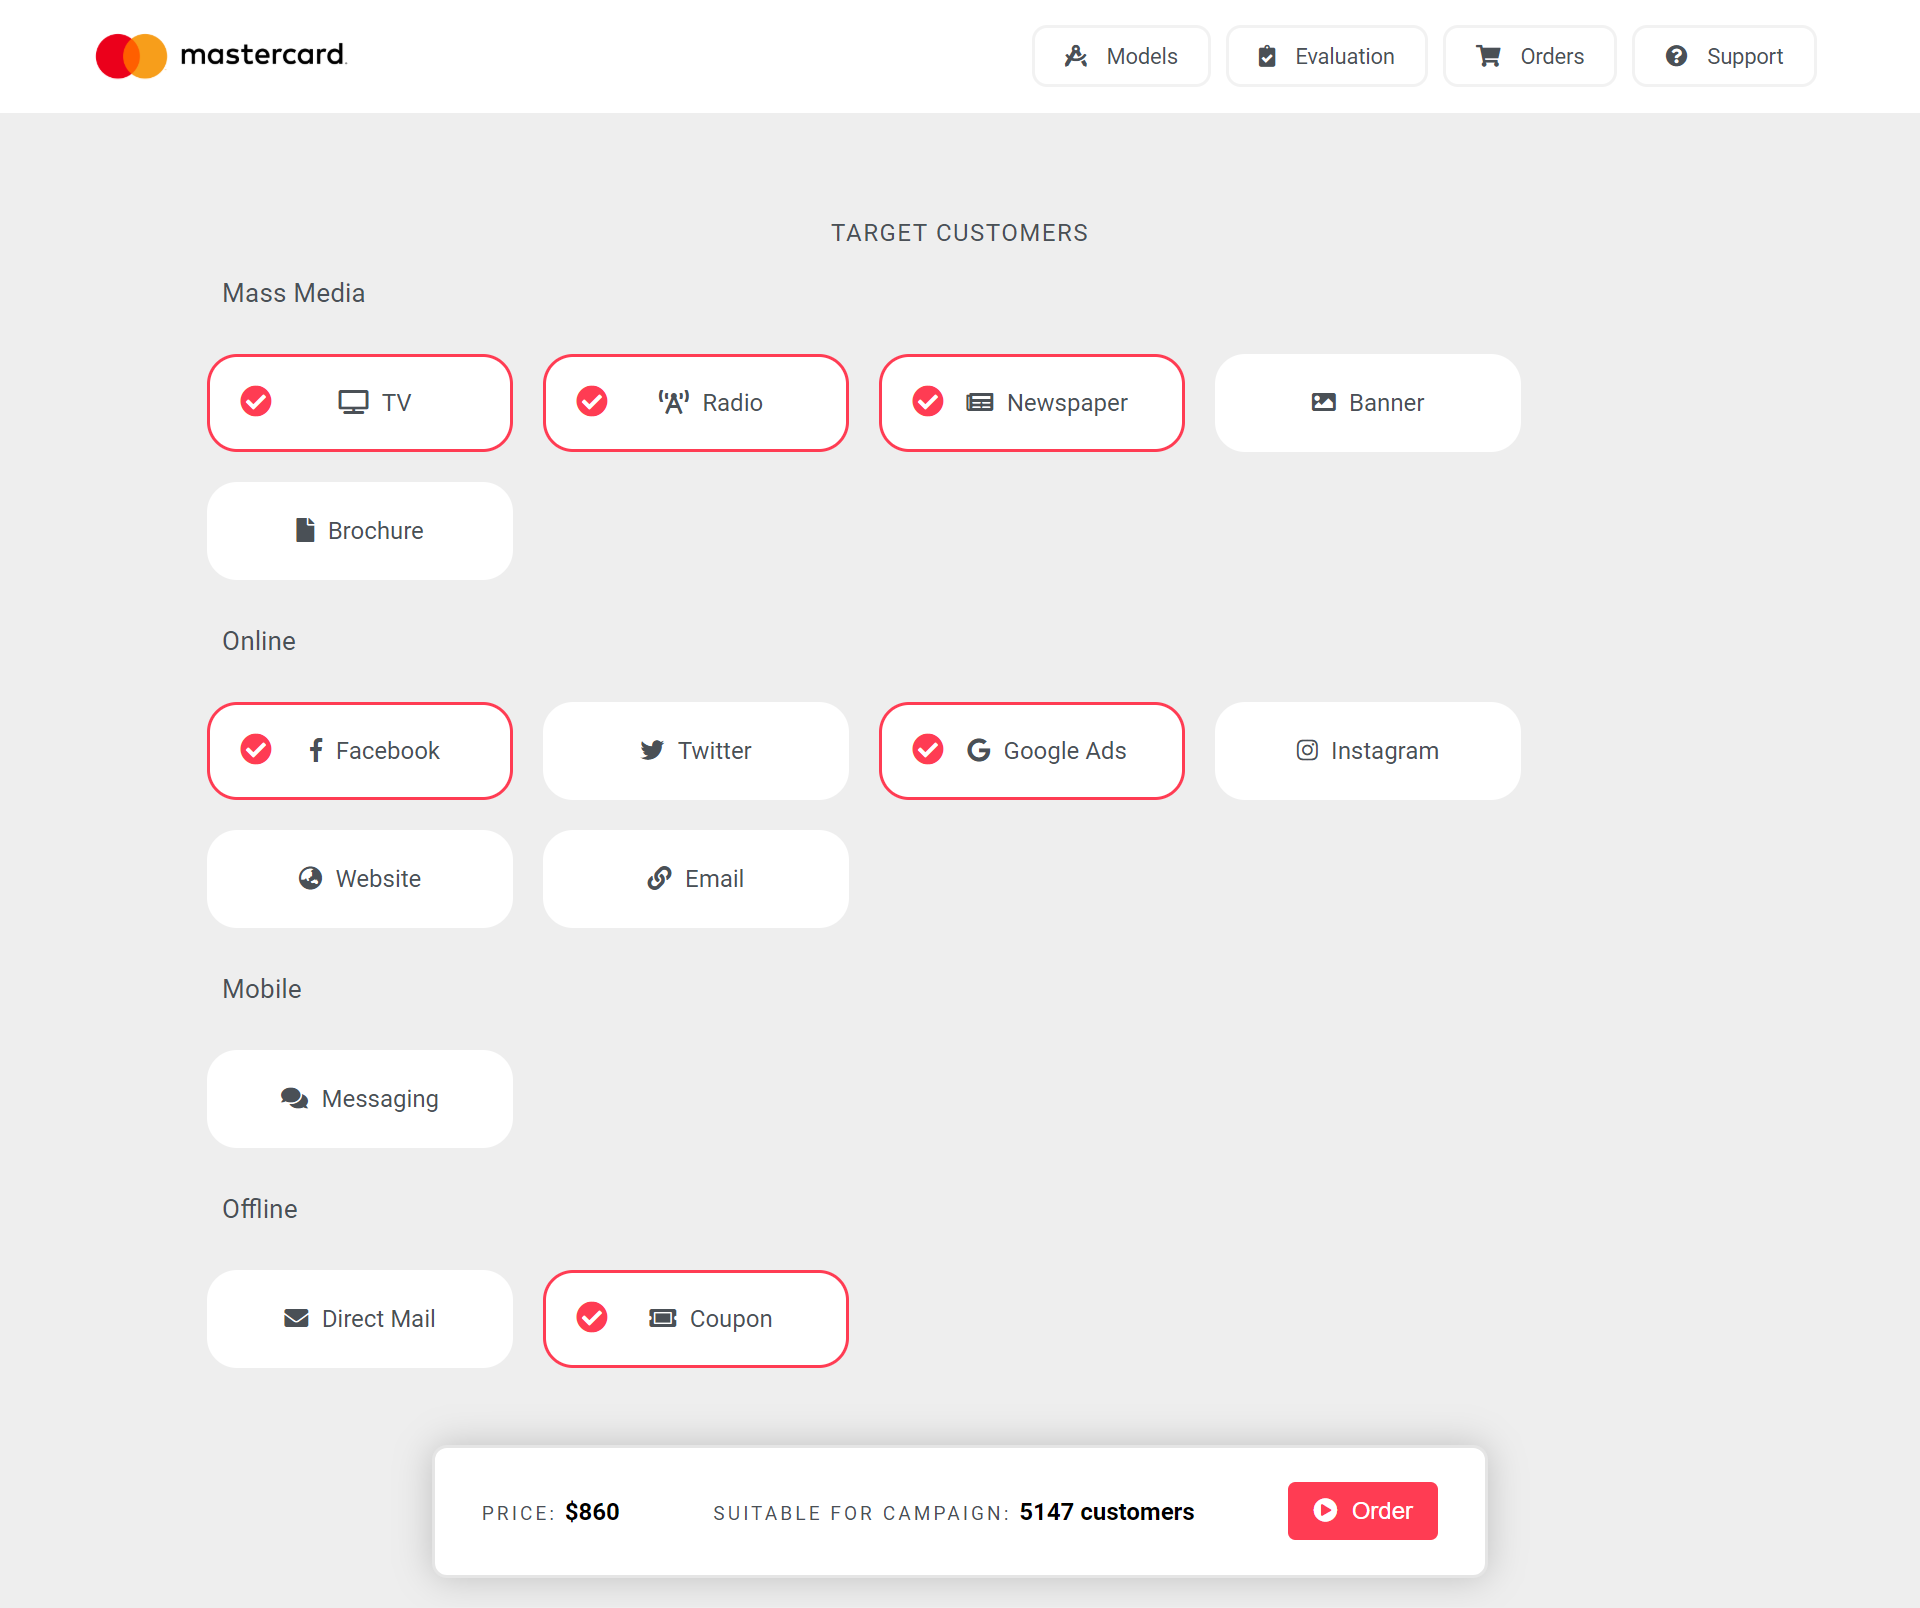 mastercard.
Models
Evaluation
Orders
Support
TARGET CUSTOMERS
Mass Media
TV
Radio
Newspaper
Banner
Brochure
Online
Facebook
Twitter
Google Ads
Instagram
Website
Email
Mobile
Messaging
Offline
Direct Mail
Coupon
PRICE: $860
SUITABLE FOR CAMPAIGN: 5147 customers
Order